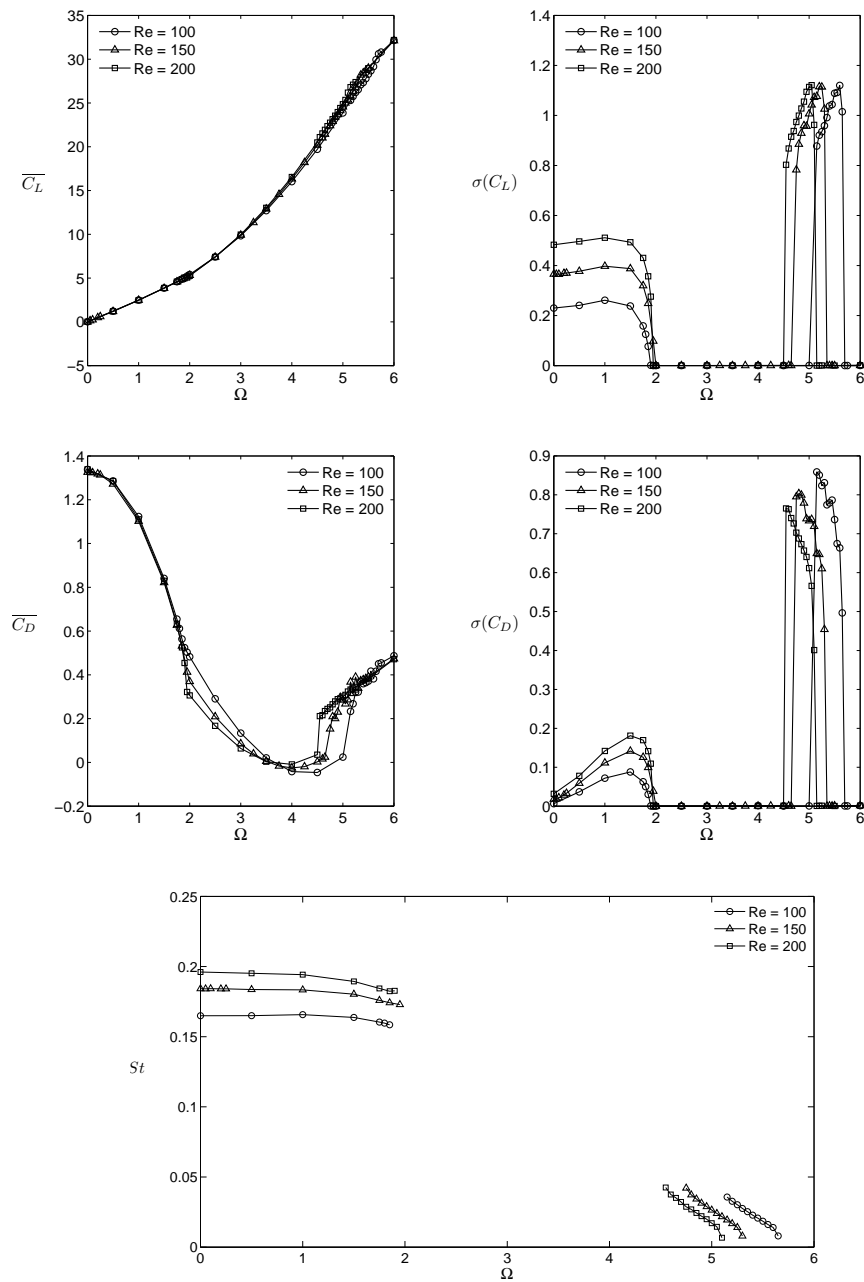 35
30
25
20
15
10
5
0
−5
0 1 2 3 4 5 6
Ω
C_L
Re = 100
Re = 150
Re = 200
1.4
1.2
1
0.8
0.6
0.4
0.2
0
0 1 2 3 4 5 6
Ω
σ(C_L)
Re = 100
Re = 150
Re = 200
1.4
1.2
1
0.8
0.6
0.4
0.2
0
−0.2
0 1 2 3 4 5 6
Ω
C_D
Re = 100
Re = 150
Re = 200
0.9
0.8
0.7
0.6
0.5
0.4
0.3
0.2
0.1
0
0 1 2 3 4 5 6
Ω
σ(C_D)
Re = 100
Re = 150
Re = 200
0.25
0.2
0.15
0.1
0.05
0
0 1 2 3 4 5 6
Ω
St
Re = 100
Re = 150
Re = 200